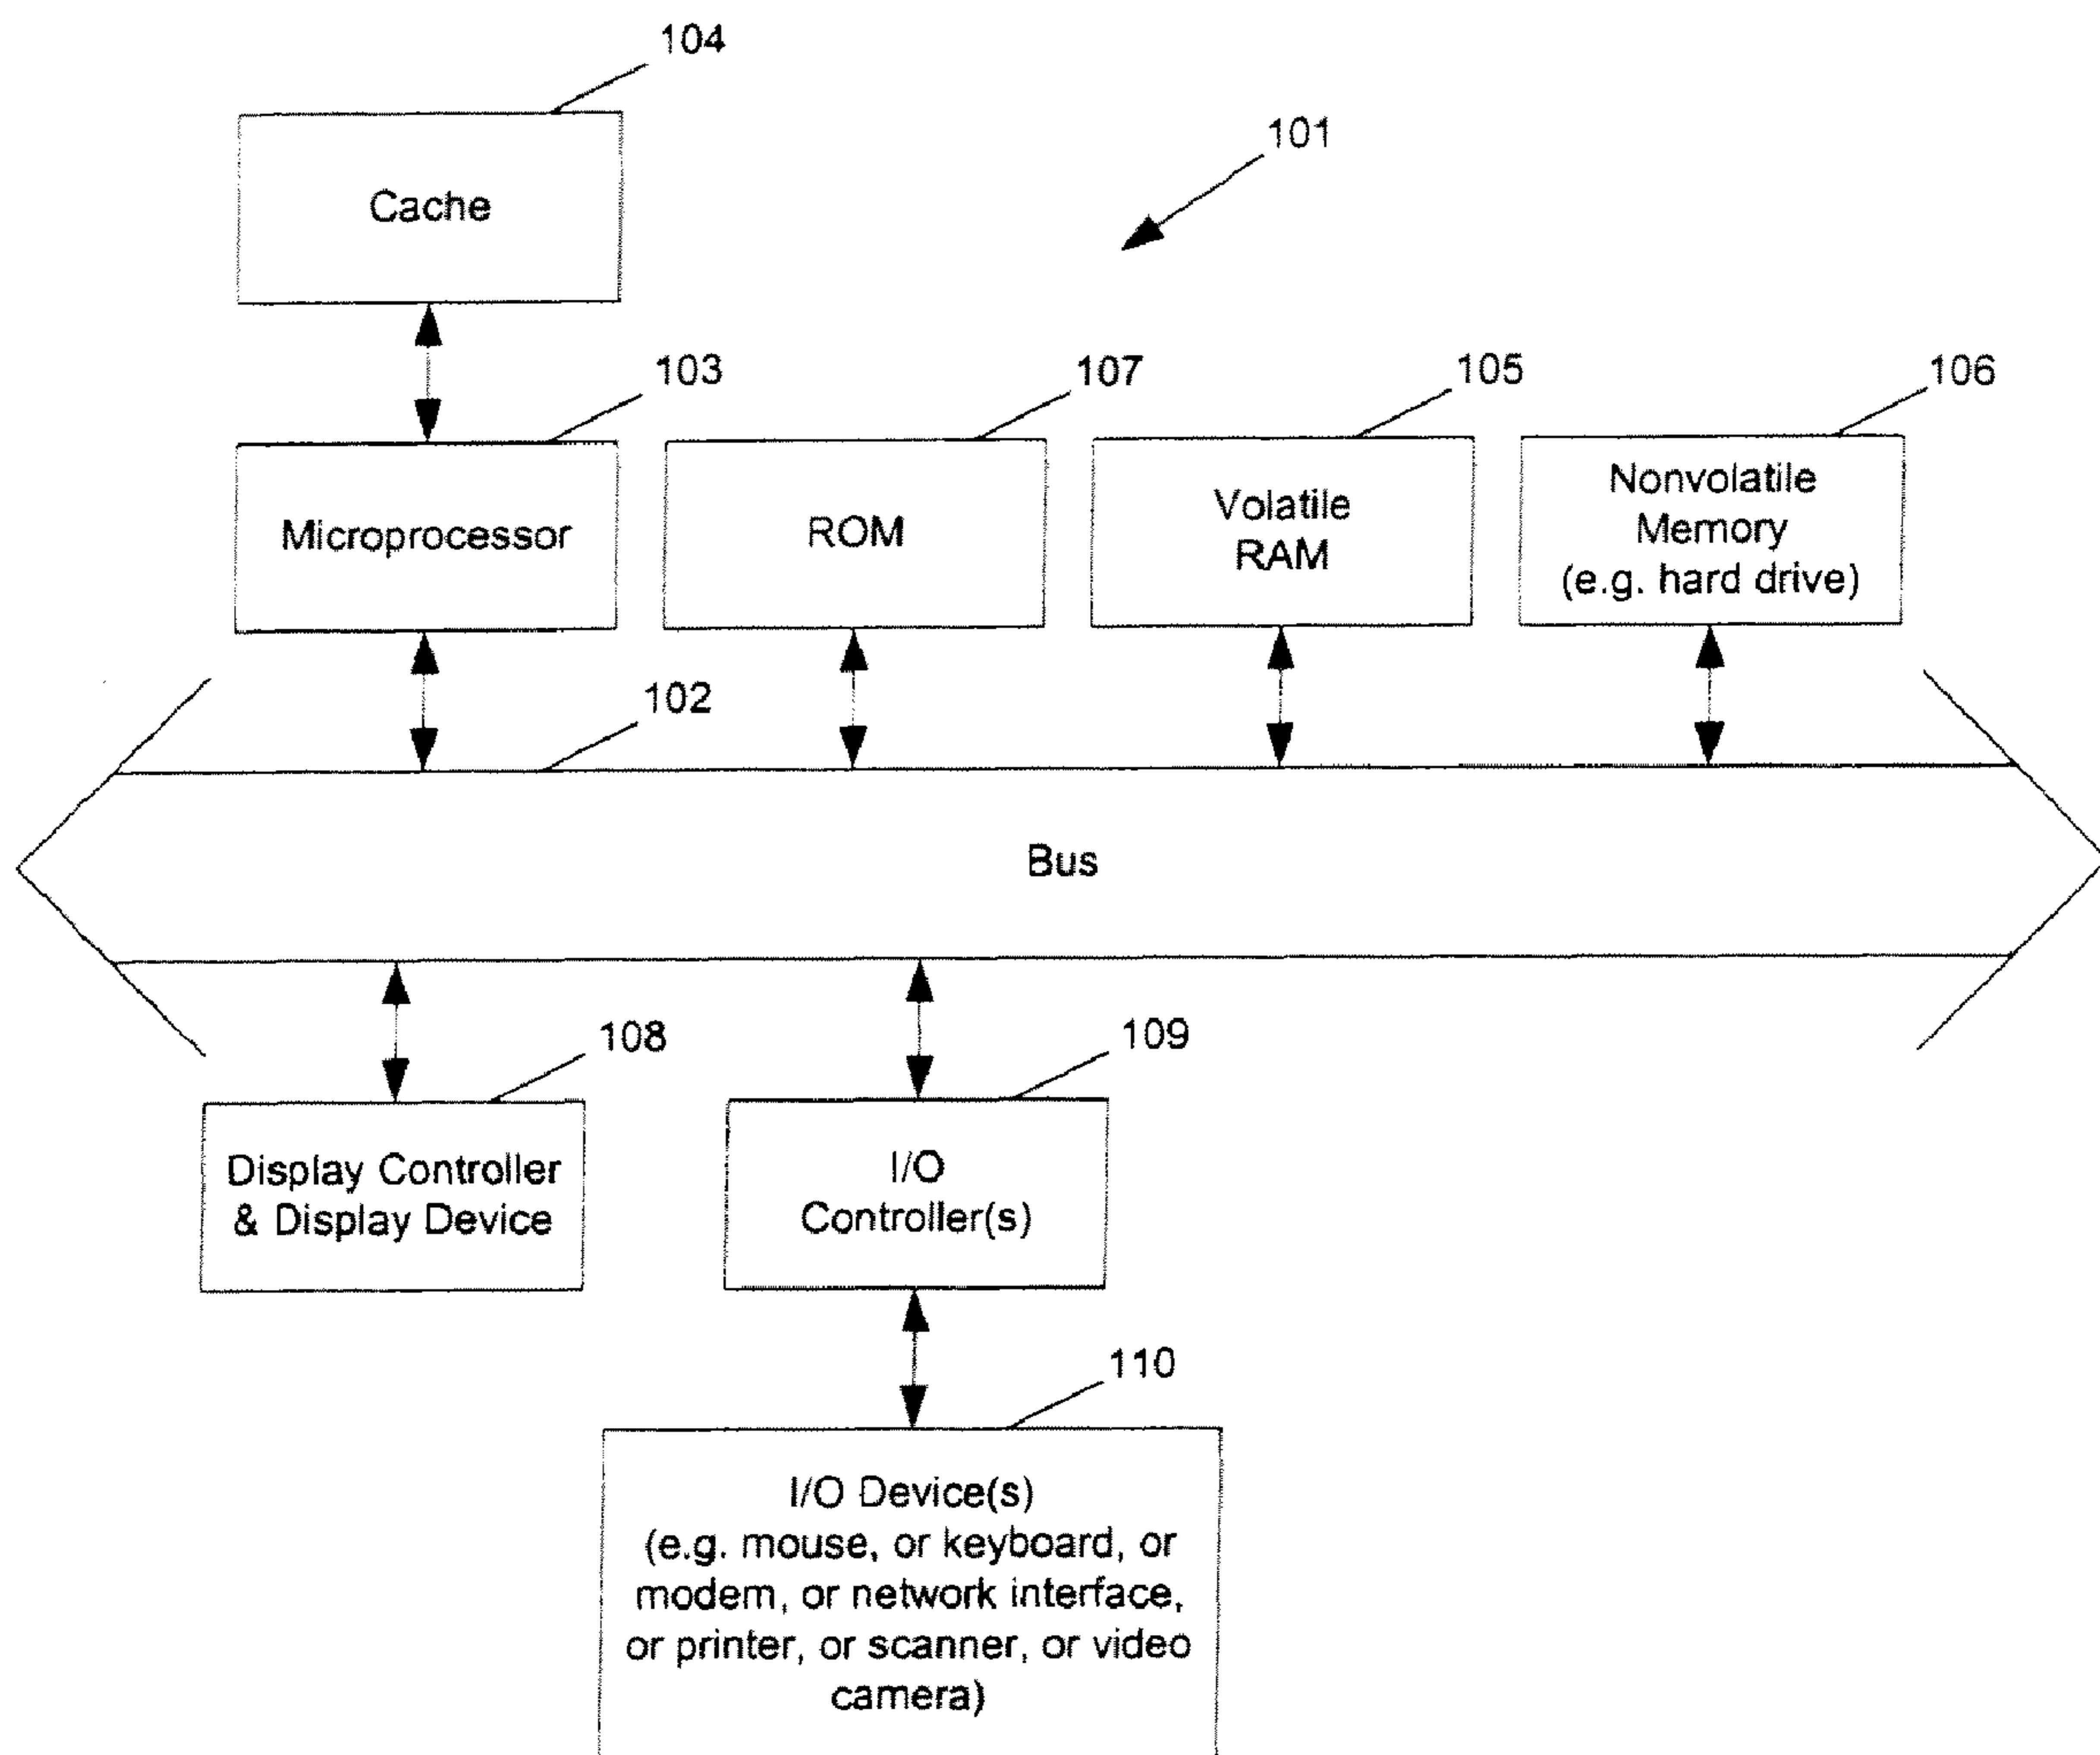 104
101
Cache
103
107
105
106
Microprocessor
ROM
Volatile
RAM
Nonvolatile
Memory
(e.g. hard drive)
102
Bus
108
109
Display Controller
& Display Device
I/O
Controller(s)
110
I/O Device(s)
(e.g. mouse, or keyboard, or
modem, or network interface,
or printer, or scanner, or video
camera)